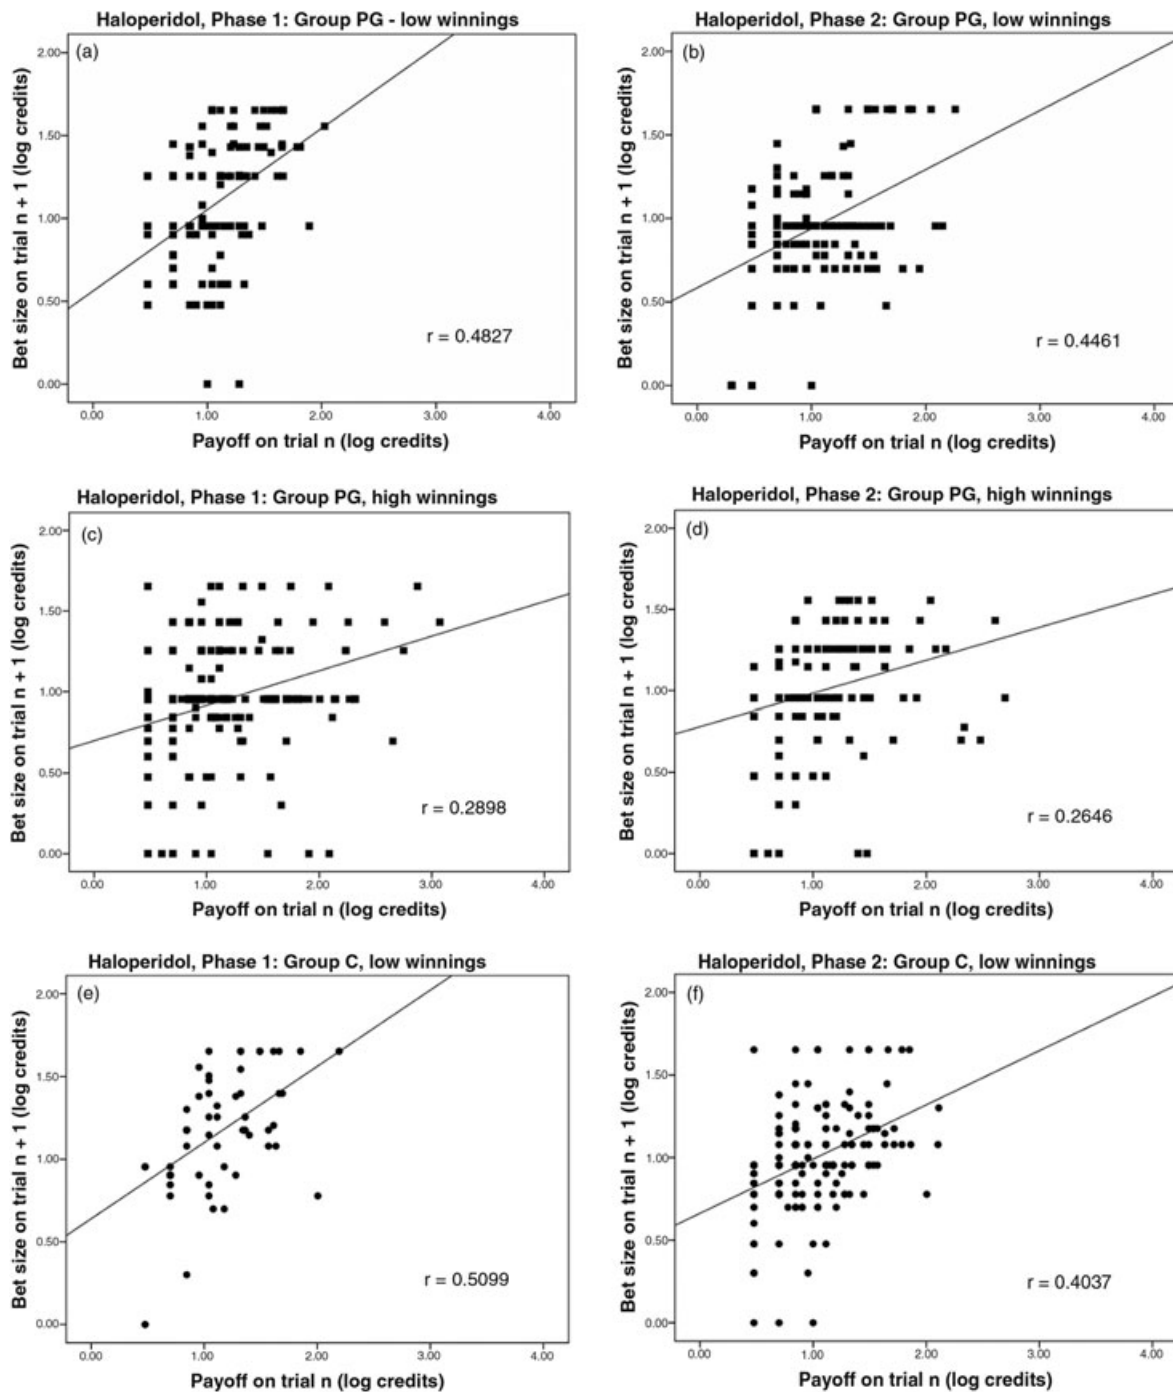 Haloperidol, Phase 1: Group PG - low winnings
(a)
Bet size on trial n + 1 (log credits)
2.00
1.50
1.00
0.50
0.00
r = 0.4827
0.00 1.00 2.00 3.00 4.00
Payoff on trial n (log credits)
Haloperidol, Phase 2: Group PG, low winnings
(b)
Bet size on trial n + 1 (log credits)
2.00
1.50
1.00
0.50
0.00
r = 0.4461
0.00 1.00 2.00 3.00 4.00
Payoff on trial n (log credits)
Haloperidol, Phase 1: Group PG, high winnings
(c)
Bet size on trial n + 1 (log credits)
2.00
1.50
1.00
0.50
0.00
r = 0.2898
0.00 1.00 2.00 3.00 4.00
Payoff on trial n (log credits)
Haloperidol, Phase 2: Group PG, high winnings
(d)
Bet size on trial n + 1 (log credits)
2.00
1.50
1.00
0.50
0.00
r = 0.2646
0.00 1.00 2.00 3.00 4.00
Payoff on trial n (log credits)
Haloperidol, Phase 1: Group C, low winnings
(e)
Bet size on trial n + 1 (log credits)
2.00
1.50
1.00
0.50
0.00
r = 0.5099
0.00 1.00 2.00 3.00 4.00
Payoff on trial n (log credits)
Haloperidol, Phase 2: Group C, low winnings
(f)
Bet size on trial n + 1 (log credits)
2.00
1.50
1.00
0.50
0.00
r = 0.4037
0.00 1.00 2.00 3.00 4.00
Payoff on trial n (log credits)